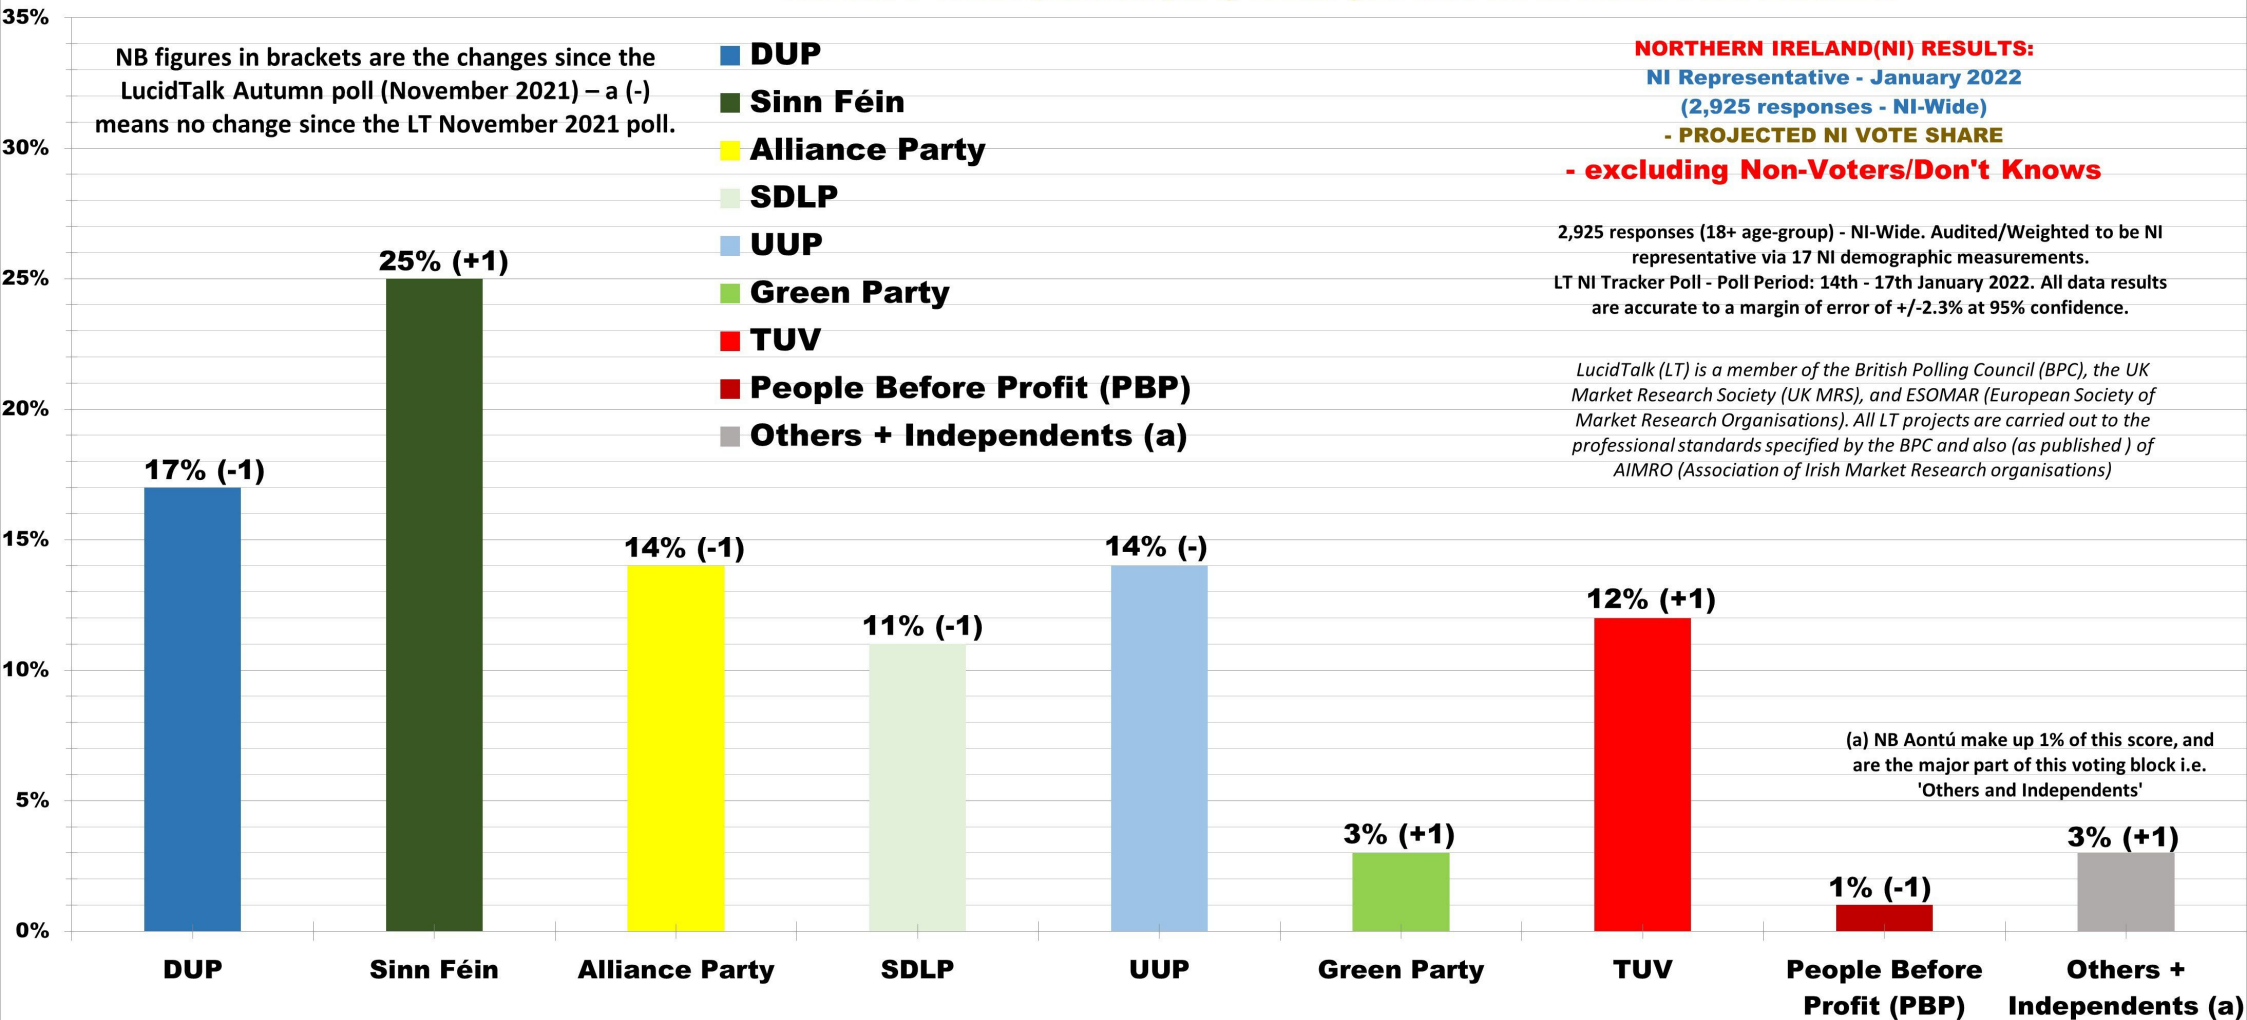 35%
30%
25%
20%
15%
10%
5%
0%
NB figures in brackets are the changes since the
LucidTalk Autumn poll (November 2021) – a (-)
means no change since the LT November 2021 poll.
DUP
Sinn Féin
Alliance Party
SDLP
UUP
Green Party
TUV
People Before Profit (PBP)
Others + Independents (a)
NORTHERN IRELAND(NI) RESULTS:
NI Representative - January 2022
(2,925 responses - NI-Wide)
- PROJECTED NI VOTE SHARE
- excluding Non-Voters/Don't Knows
2,925 responses (18+ age-group) - NI-Wide. Audited/Weighted to be NI
representative via 17 NI demographic measurements.
LT NI Tracker Poll - Poll Period: 14th - 17th January 2022. All data results
are accurate to a margin of error of +/-2.3% at 95% confidence.
LucidTalk (LT) is a member of the British Polling Council (BPC), the UK
Market Research Society (UK MRS), and ESOMAR (European Society of
Market Research Organisations). All LT projects are carried out to the
professional standards specified by the BPC and also (as published ) of
AIMRO (Association of Irish Market Research organisations)
17% (-1)
25% (+1)
14% (-1)
11% (-1)
14% (-)
3% (+1)
12% (+1)
1% (-1)
3% (+1)
(a) NB Aontú make up 1% of this score, and
are the major part of this voting block i.e.
'Others and Independents'
DUP
Sinn Féin
Alliance Party
SDLP
UUP
Green Party
TUV
People Before
Profit (PBP)
Others +
Independents (a)